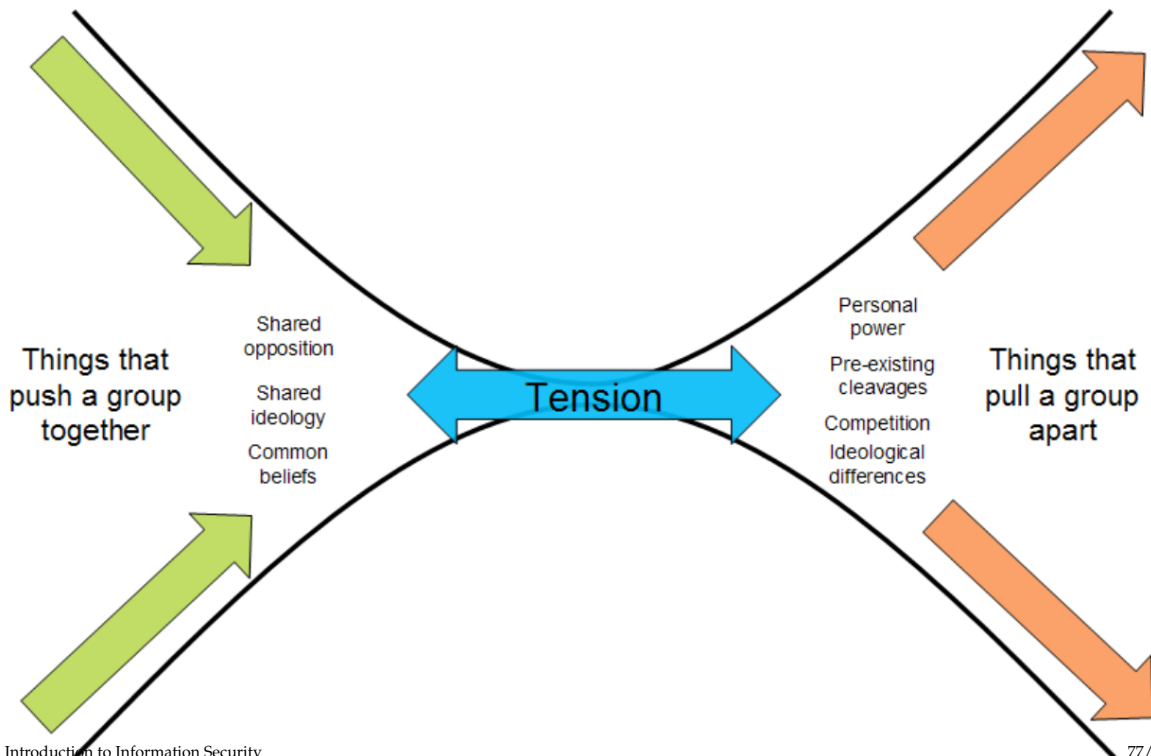 Things that
push a group
together
Shared
opposition
Shared
ideology
Common
beliefs
Tension
Personal
power
Pre-existing
cleavages
Competition
Ideological
differences
Things that
pull a group
apart
Introduction to Information Security
77/